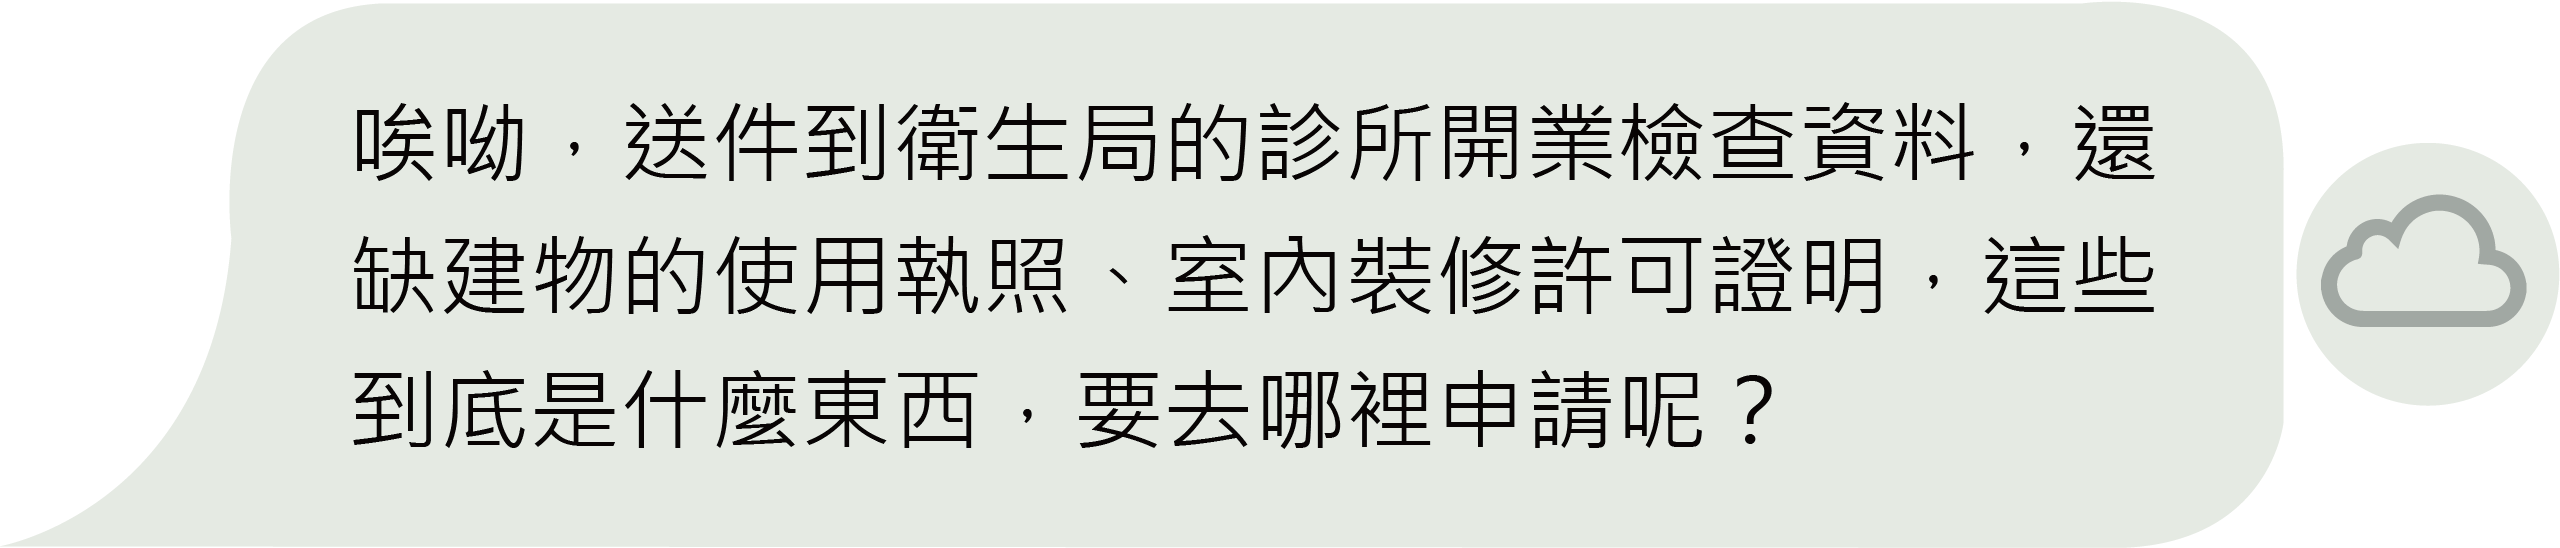 唉呦，送件到衛生局的診所開業檢查資料，還
缺建物的使用執照、室內裝修許可證明，這些
到底是什麼東西，要去哪裡申請呢？